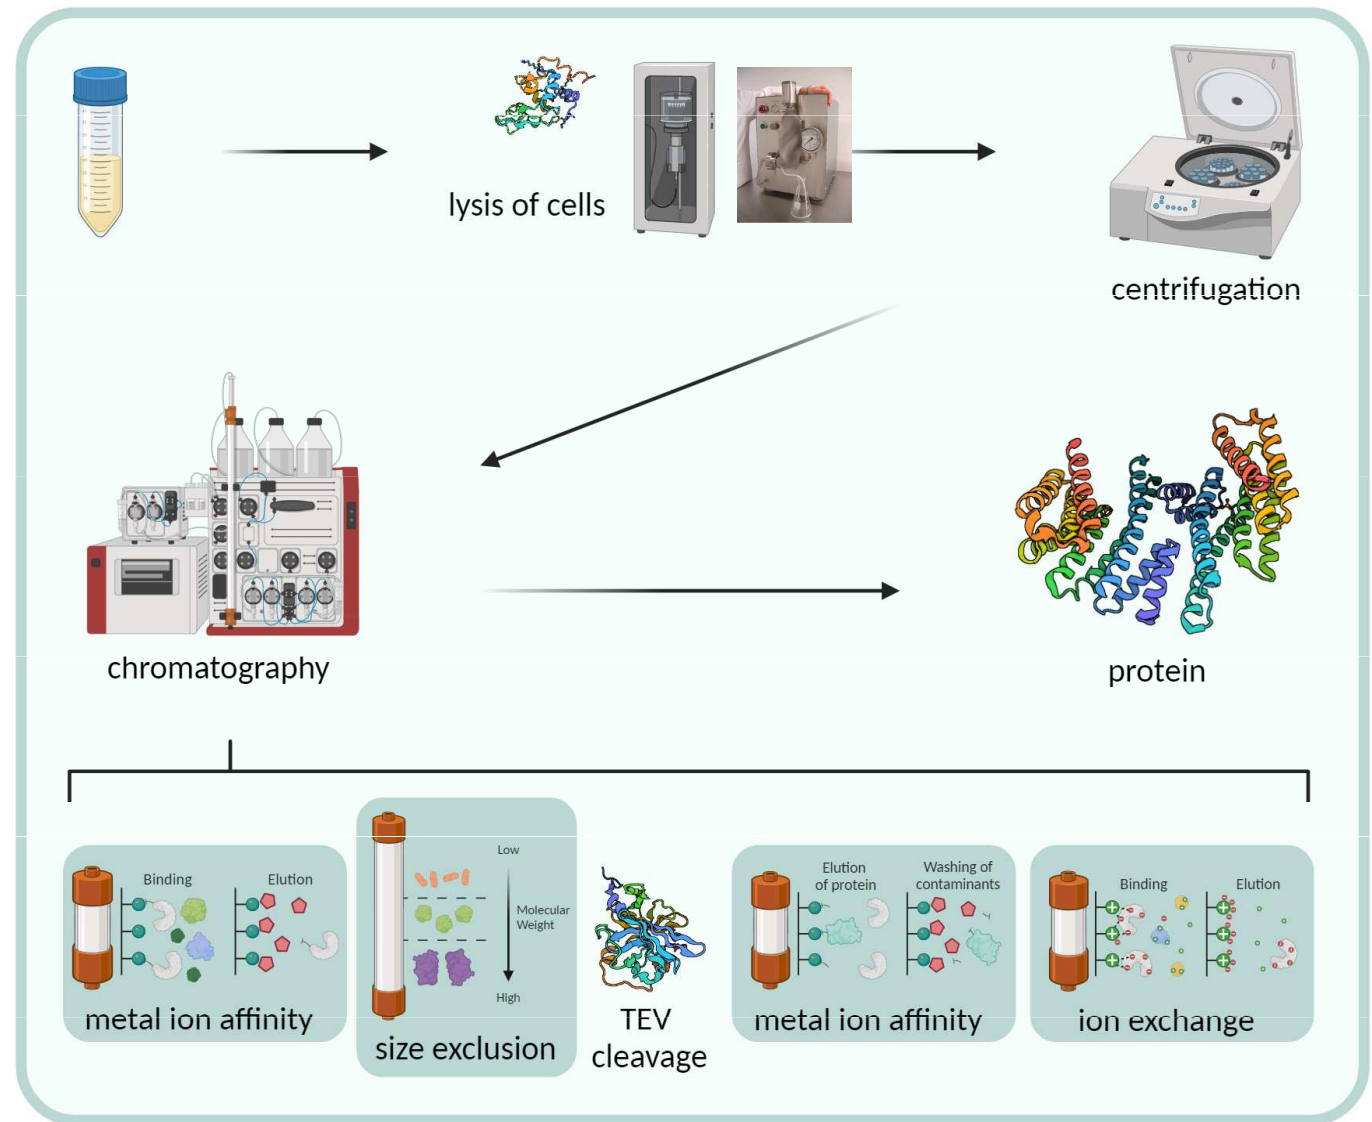 lysis of cells
centrifugation
chromatography
protein
Binding
Elution
metal ion affinity
Low
Molecular
Weight
High
size exclusion
TEV
cleavage
Elution
of protein
Washing of
contaminants
metal ion affinity
Binding
Elution
ion exchange